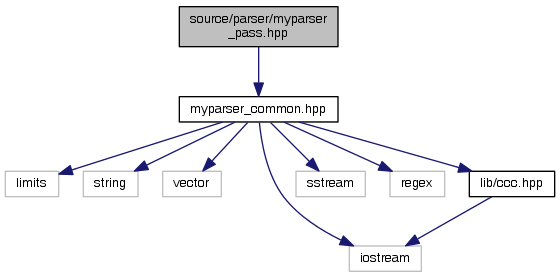 source/parser/myparser
_pass.hpp
myparser_common.hpp
limits
string
vector
sstream
regex
lib/ccc.hpp
iostream